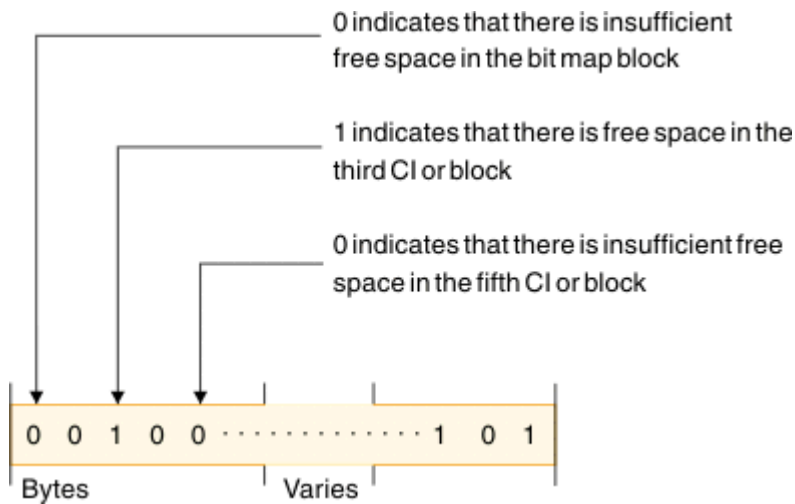 0 indicates that there is insufficient
free space in the bit map block
1 indicates that there is free space in the
third CI or block
0 indicates that there is insufficient free
space in the fifth CI or block
0 0 1 0 0 · · · · · · · · · · · · · · 1 0 1
Bytes Varies